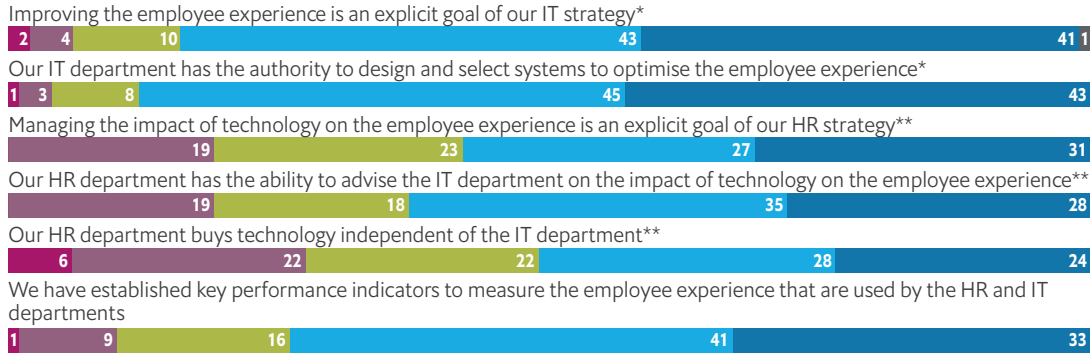 Improving the employee experience is an explicit goal of our IT strategy*
2 4 10 43 41 1
Our IT department has the authority to design and select systems to optimise the employee experience*
1 3 8 45 43
Managing the impact of technology on the employee experience is an explicit goal of our HR strategy**
19 23 27 31
Our HR department has the ability to advise the IT department on the impact of technology on the employee experience**
19 18 35 28
Our HR department buys technology independent of the IT department**
6 22 22 28 24
We have established key performance indicators to measure the employee experience that are used by the HR and IT
departments
1 9 16 41 33